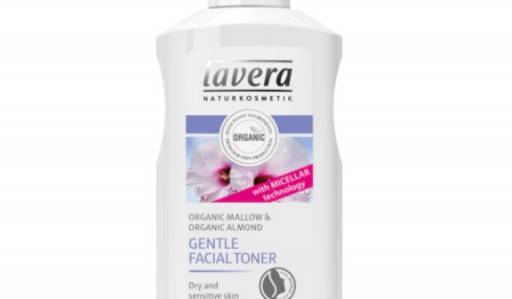 lavera
NATURKOSMETIK
ORGANIC
with MICELLAR
technology
ORGANIC MALLOW &
ORGANIC ALMOND
GENTLE
FACIAL TONER
Dry and
sensitive skin